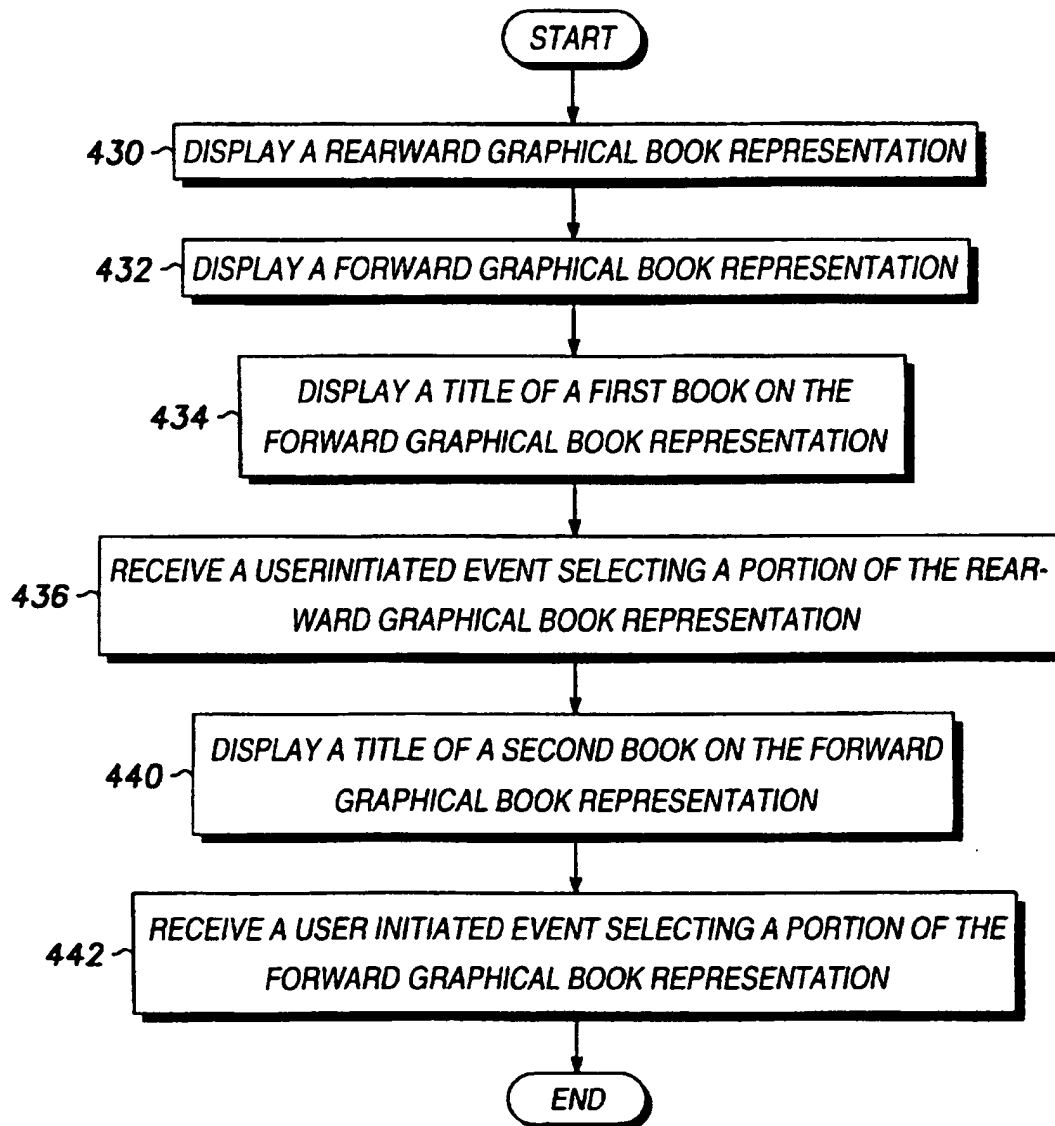 START
430 DISPLAY A REARWARD GRAPHICAL BOOK REPRESENTATION
432 DISPLAY A FORWARD GRAPHICAL BOOK REPRESENTATION
DISPLAY A TITLE OF A FIRST BOOK ON THE
434 FORWARD GRAPHICAL BOOK REPRESENTATION
RECEIVE A USERINITIATED EVENT SELECTING A PORTION OF THE REAR-
436 WARD GRAPHICAL BOOK REPRESENTATION
DISPLAY A TITLE OF A SECOND BOOK ON THE FORWARD
440 GRAPHICAL BOOK REPRESENTATION
RECEIVE A USER INITIATED EVENT SELECTING A PORTION OF THE
442 FORWARD GRAPHICAL BOOK REPRESENTATION
END